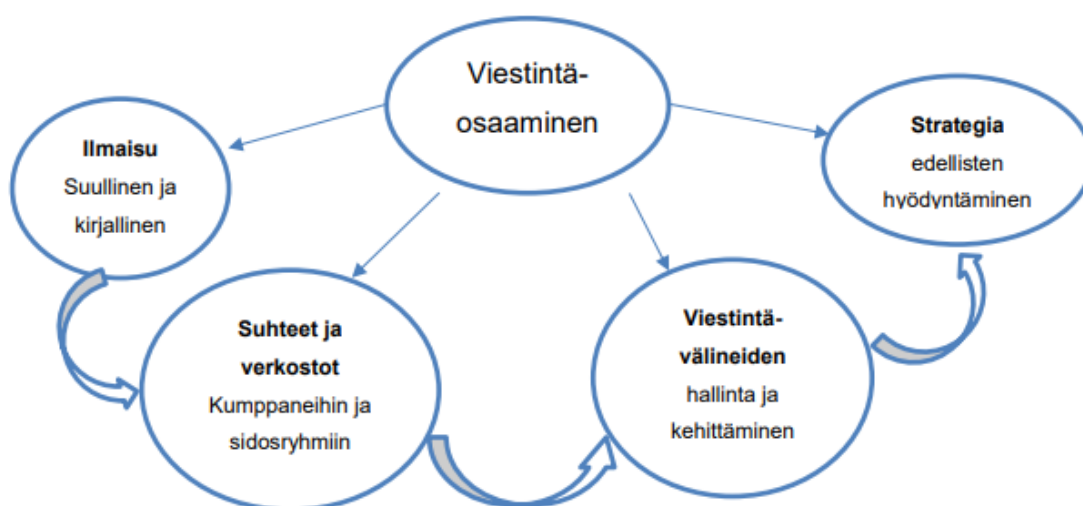 Viestintä-
osaaminen
Ilmaisu
Suullinen ja
kirjallinen
Suhteet ja
verkostot
Kumppaneihin ja
sidosryhmiin
Viestintä-
välineiden
hallinta ja
kehittäminen
Strategia
edellisten
hyödyntäminen